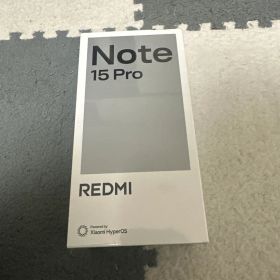 Note
15 Pro
REDMI
Powered by
Xiaomi HyperOS